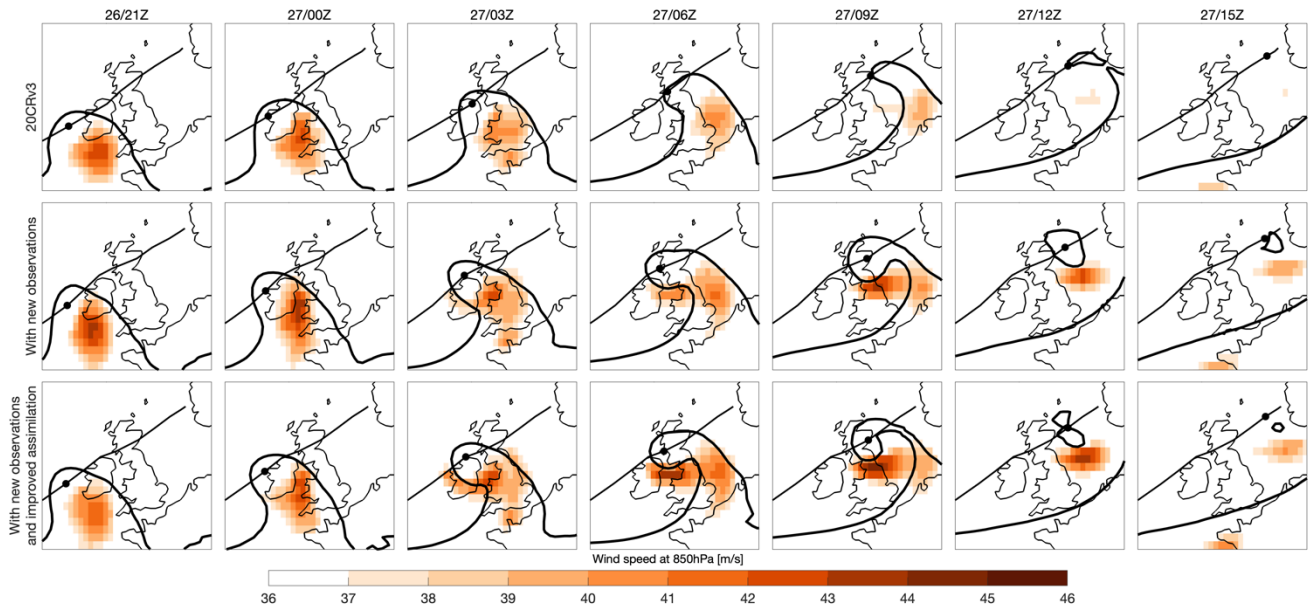 26/21Z 27/00Z 27/03Z 27/06Z 27/09Z 27/12Z 27/15Z
20CRv3
With new observations
With new observations
and improved assimilation
Wind speed at 850hPa [m/s]
36 37 38 39 40 41 42 43 44 45 46